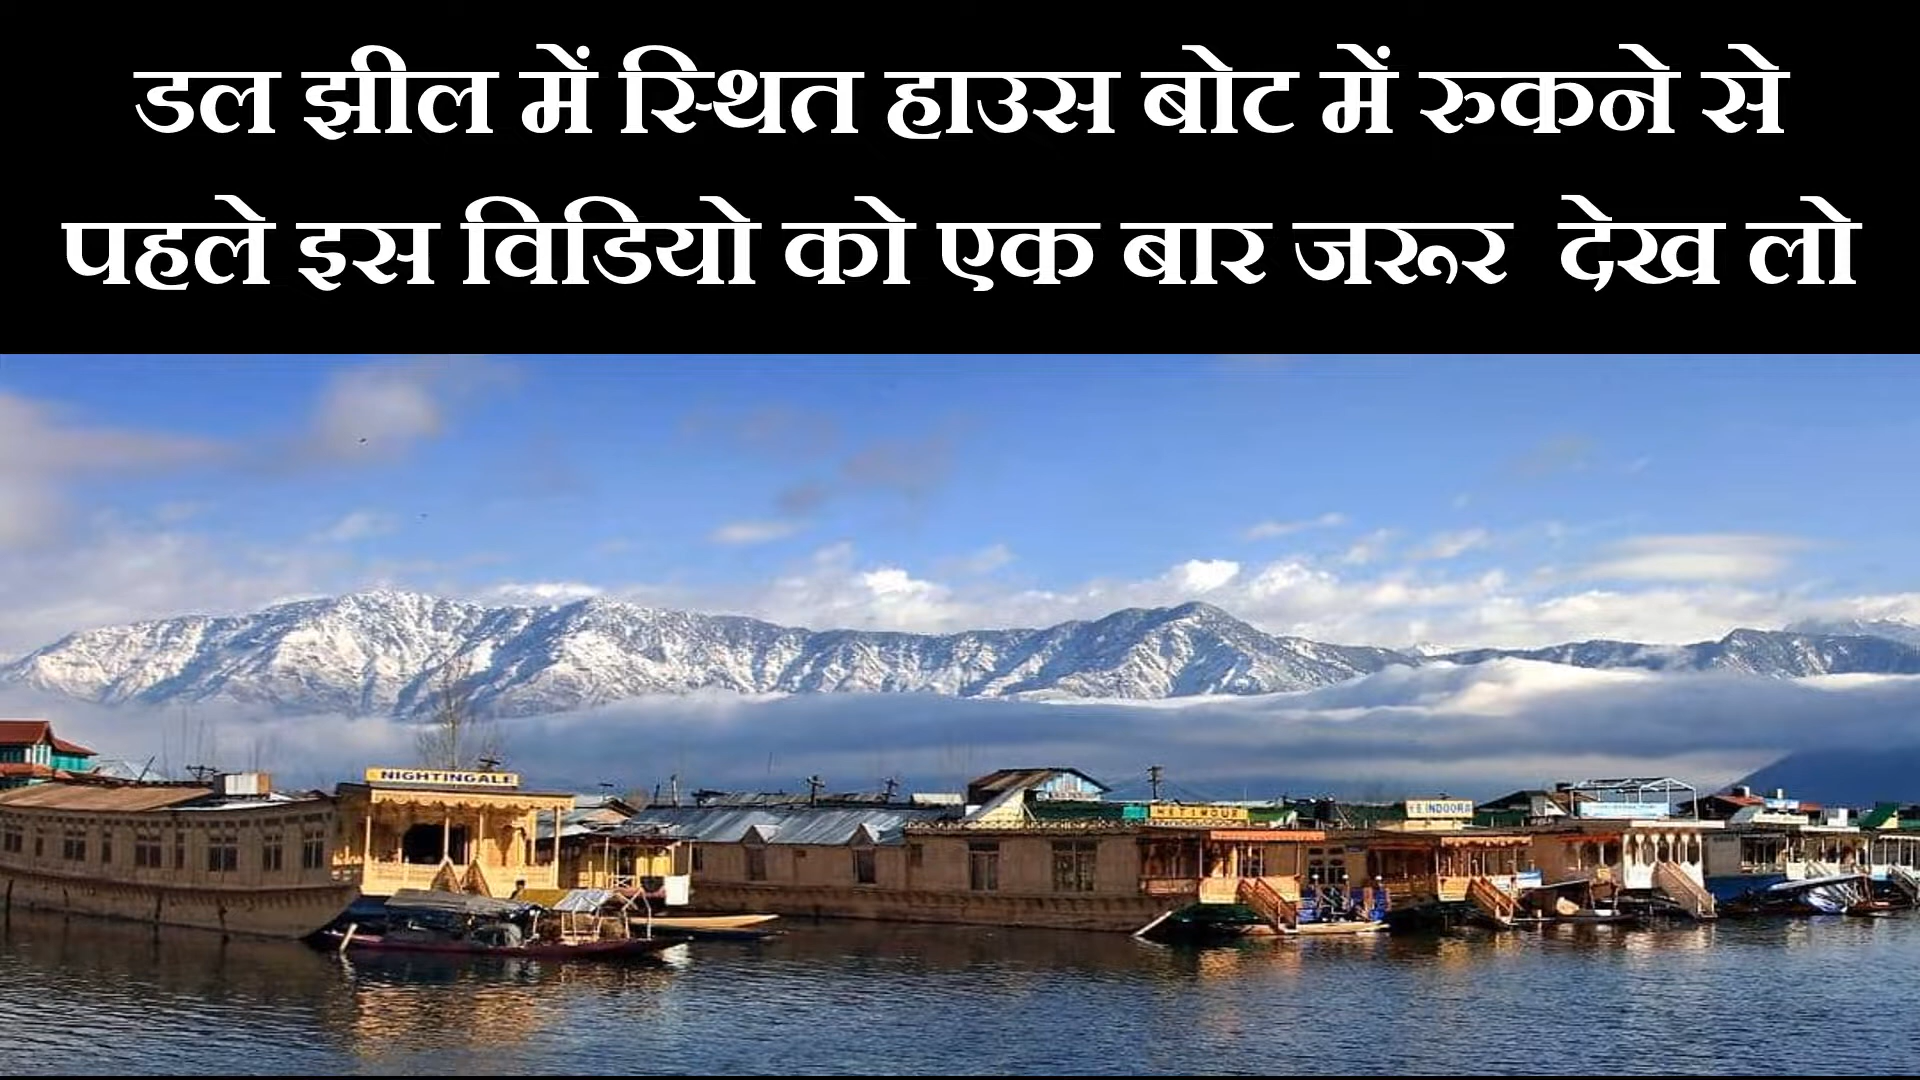 डल झील में स्थित हाउस बोट में रुकने से
पहले इस विडियो को एक बार जरूर देख लो
NIGHTINGALE